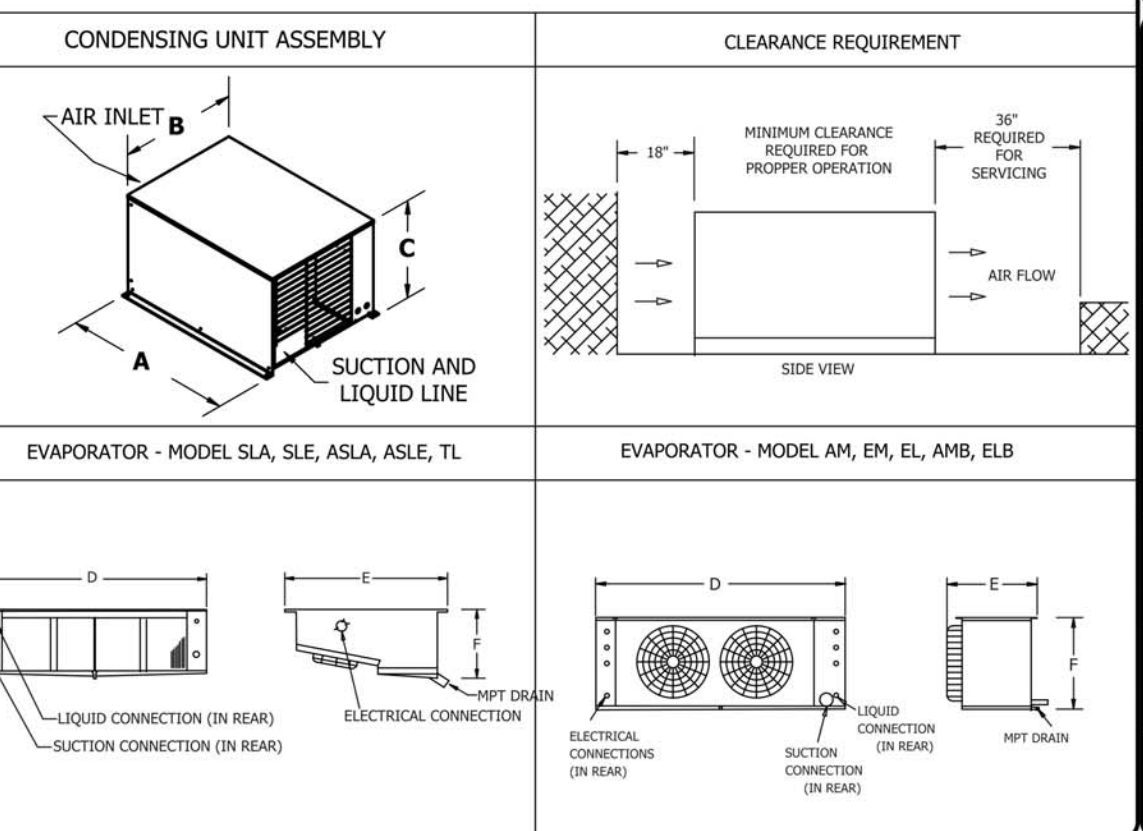 CONDENSING UNIT ASSEMBLY
AIR INLET
B
C
A
SUCTION AND
LIQUID LINE
CLEARANCE REQUIREMENT
18"
MINIMUM CLEARANCE
REQUIRED FOR
PROPPER OPERATION
36"
REQUIRED
FOR
SERVICING
AIR FLOW
SIDE VIEW
EVAPORATOR - MODEL SLA, SLE, ASLA, ASLE, TL
D
E
F
MPT DRAIN
ELECTRICAL CONNECTION
LIQUID CONNECTION (IN REAR)
SUCTION CONNECTION (IN REAR)
EVAPORATOR - MODEL AM, EM, EL, AMB, ELB
D
E
F
ELECTRICAL
CONNECTIONS
(IN REAR)
SUCTION
CONNECTION
(IN REAR)
LIQUID
CONNECTION
(IN REAR)
MPT DRAIN